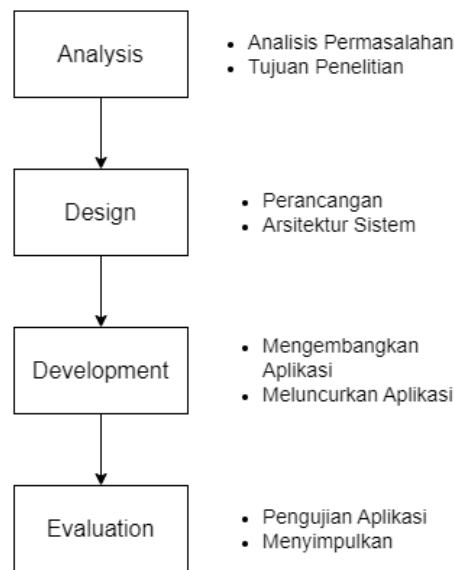 Analysis
• Analisis Permasalahan
• Tujuan Penelitian
Design
• Perancangan
• Arsitektur Sistem
Development
• Mengembangkan
Aplikasi
• Meluncurkan Aplikasi
Evaluation
• Pengujian Aplikasi
• Menyimpulkan